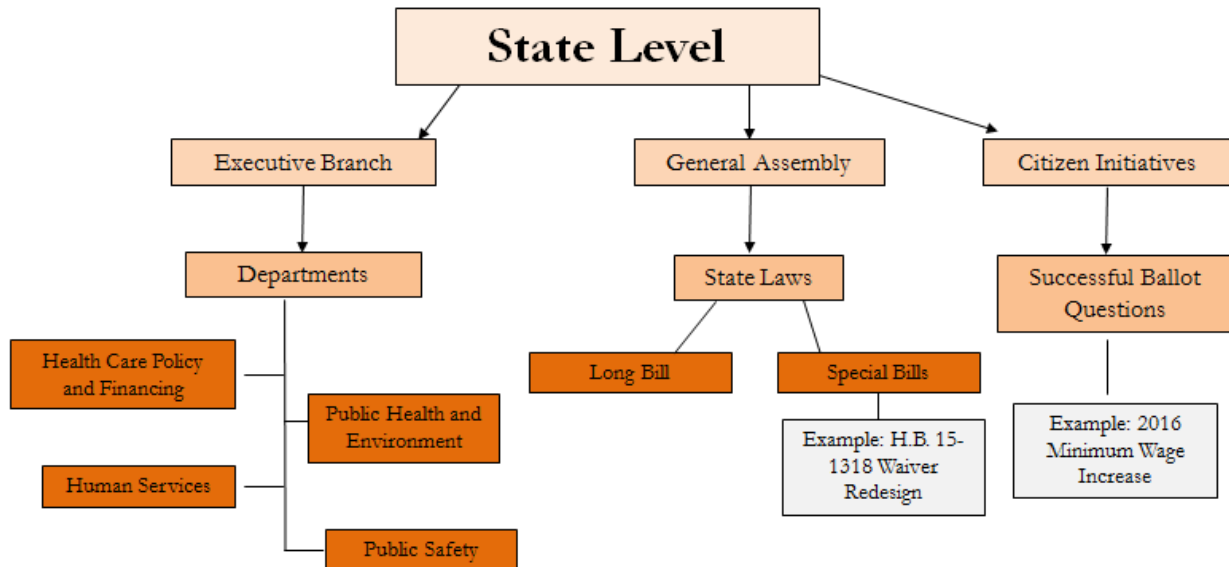 State Level
Executive Branch
General Assembly
Citizen Initiatives
Departments
State Laws
Successful Ballot
Questions
Health Care Policy
and Financing
Public Health and
Environment
Human Services
Public Safety
Long Bill
Special Bills
Example: H.B. 15-
1318 Waiver
Redesign
Example: 2016
Minimum Wage
Increase